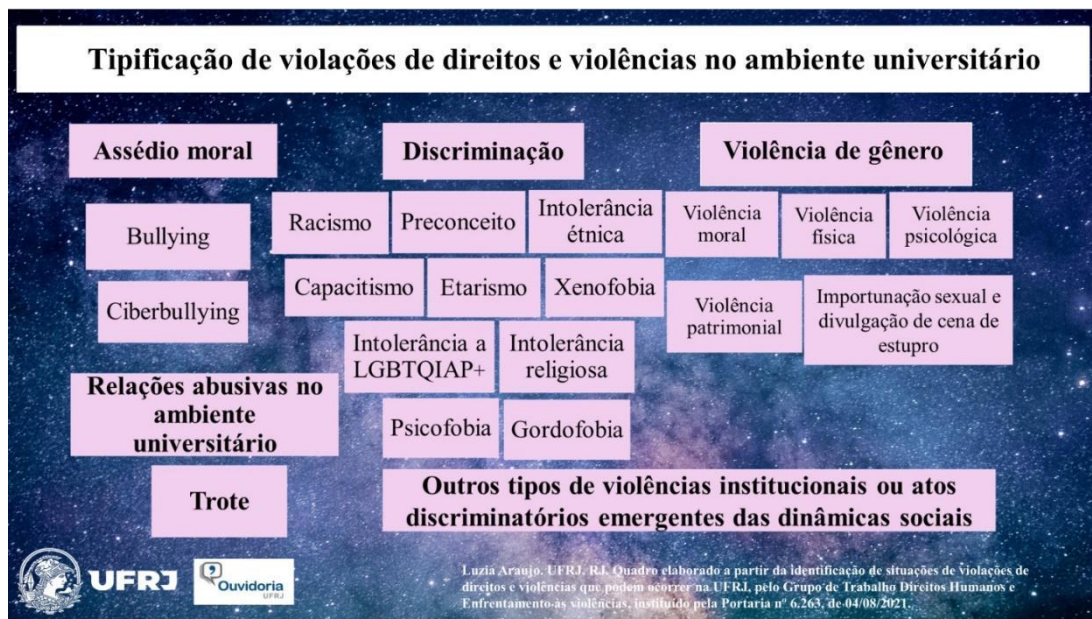 Tipificação de violações de direitos e violências no ambiente universitário
Assédio moral
Bullying
Ciberbullying
Relações abusivas no
ambiente
universitário
Trote
Discriminação
Racismo
Preconceito
Intolerância
étnica
Capacitismo
Etarismo
Xenofobia
Intolerância a
LGBTQIAP+
Intolerância
religiosa
Psicofobia
Gordofobia
Violência de gênero
Violência
moral
Violência
física
Violência
psicológica
Violência
patrimonial
Importunação sexual e
divulgação de cena de
estupro
Outros tipos de violências institucionais ou atos
discriminatórios emergentes das dinâmicas sociais
UFRJ
Ouvidoria
UFRJ
Luzia Araujo. UFRJ, RJ. Quadro elaborado a partir da identificação de situações de violações de
direitos e violências que podem ocorrer na UFRJ, pelo Grupo de Trabalho Direitos Humanos e
Enfrentamento às violências, instituído pela Portaria nº 6.263, de 04/08/2021.